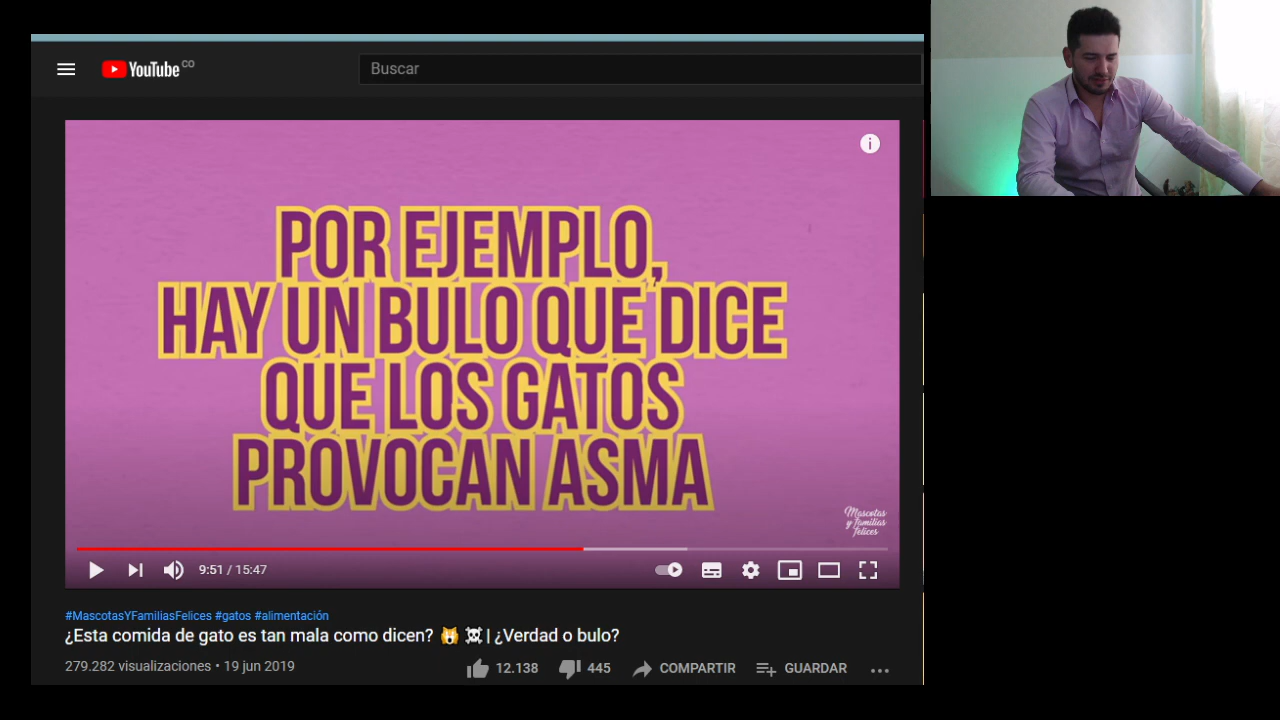 YouTube CO
Buscar
i
POR EJEMPLO,
HAY UN BULO QUE DICE
QUE LOS GATOS
PROVOCAN ASMA
Mascotas
y Familias
Felices
9:51 / 15:47
#MascotasYFamiliasFelices #gatos #alimentación
¿Esta comida de gato es tan mala como dicen? 🙀 ☠ | ¿Verdad o bulo?
279.282 visualizaciones • 19 jun 2019
12.138 445 COMPARTIR GUARDAR ...